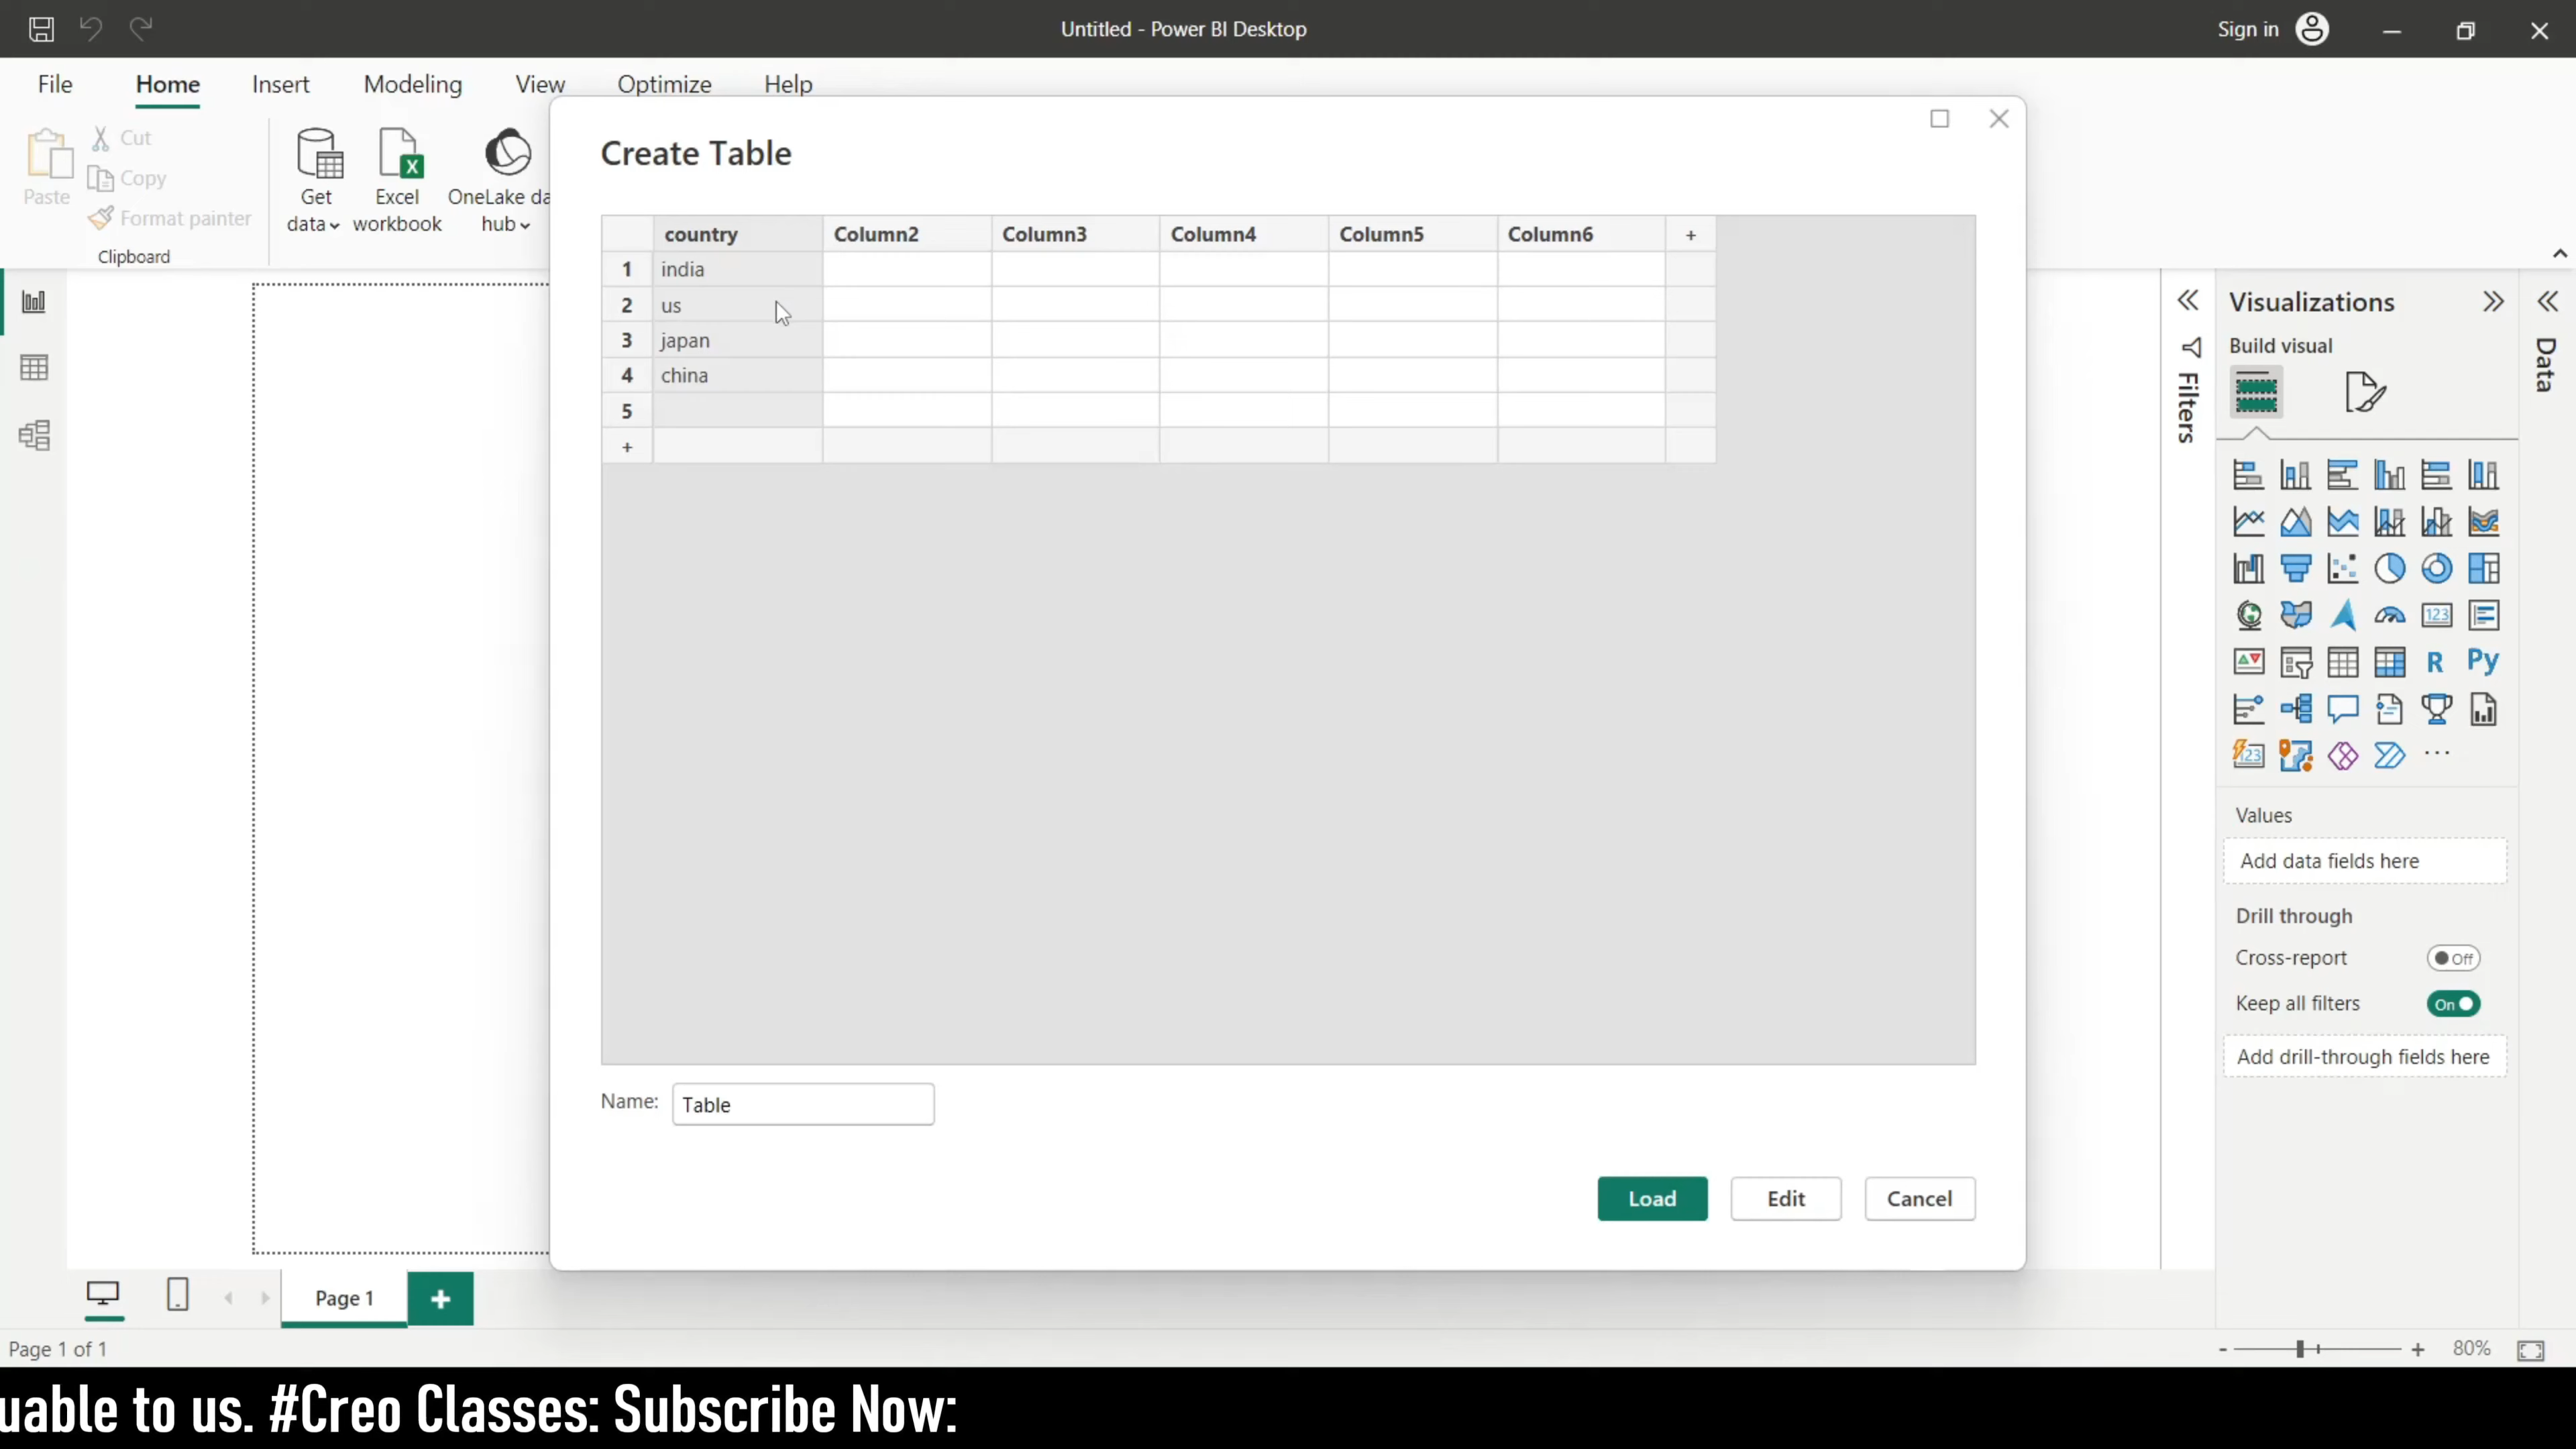 Untitled - Power BI Desktop
Sign in
File Home Insert Modeling View Optimize Help
Paste
Cut
Copy
Format painter
Clipboard
Get data
Excel workbook
OneLake da
hub
Create Table
country Column2 Column3 Column4 Column5 Column6 +
1 india
2 us
3 japan
4 china
5
+
Name: Table
Load Edit Cancel
Filters
Visualizations
Build visual
123
R Py
123
...
Values
Add data fields here
Drill through
Cross-report Off
Keep all filters On
Add drill-through fields here
Data
Page 1 +
Page 1 of 1
- + 80%
uable to us. #Creo Classes: Subscribe Now: